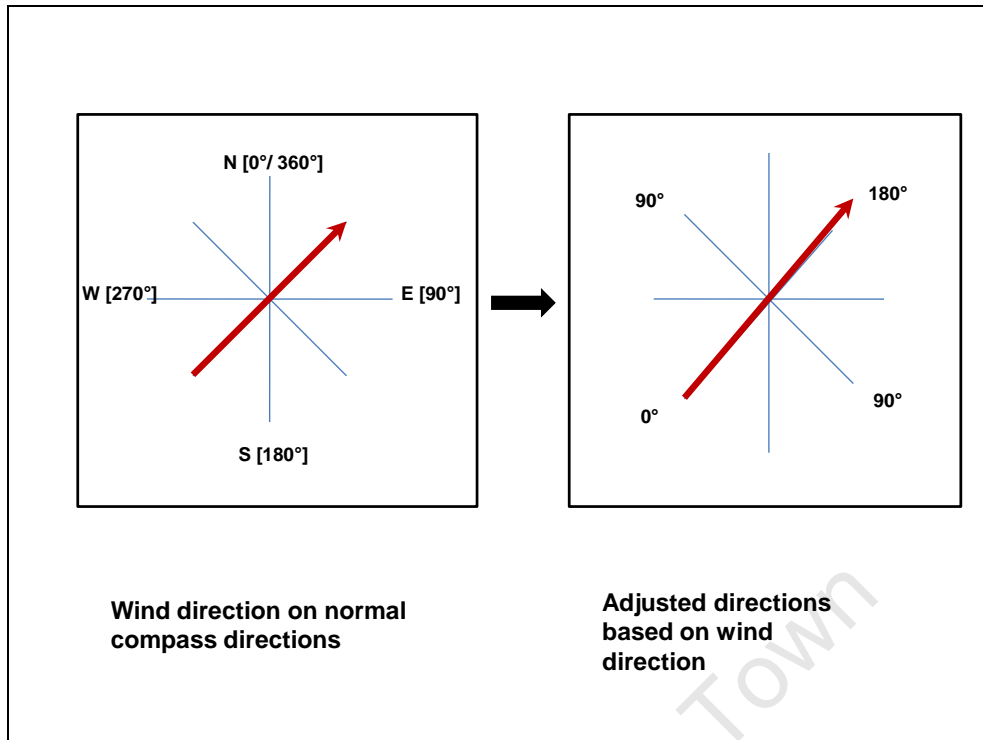 N [0°/ 360°]
W [270°]
E [90°]
S [180°]
90°
180°
0°
90°
Wind direction on normal
compass directions
Adjusted directions
based on wind
direction
Town